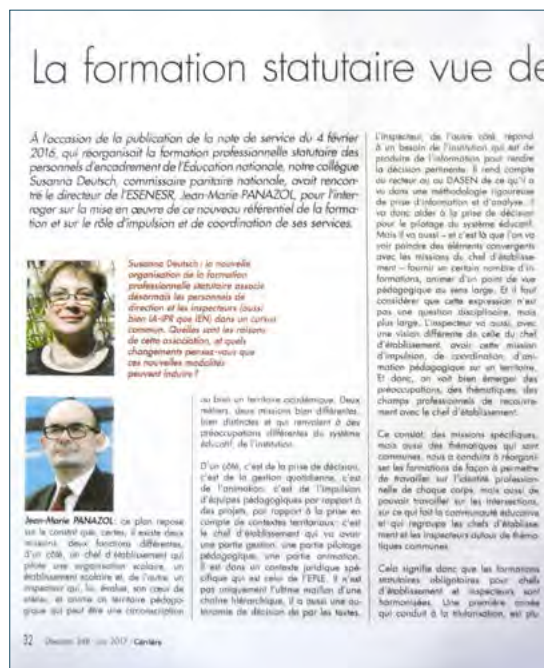 La formation statutaire vue de
À l'occasion de la publication de la note de service du 4 février
2016, qui réorganisait la formation professionnelle statutaire des
personnels d'encadrement de l'Éducation nationale, notre collègue
Susanna Deutsch, commissaire paritaire nationale, avait rencon-
tré le directeur de l'ESENESR, Jean-Marie PANAZOL, pour l'inter-
roger sur la mise en œuvre de ce nouveau référentiel de la forma-
tion et sur le rôle d'impulsion et de coordination de ses services.
Susanna Deutsch : la nouvelle
organisation de la formation
professionnelle statutaire associe
désormais les personnels de
direction et les inspecteurs (aussi
bien IA-IPR que IEN) dans un cursus
commun. Quelles sont les raisons
de cette association, et quels
changements pensez-vous que
ces nouvelles modalités
peuvent induire ?
Jean-Marie PANAZOL: ce plan repose
sur le constat que, certes, il existe deux
missions, deux fonctions différentes,
d'un côté, un chef d'établissement qui
pilote une organisation scolaire, un
établissement scolaire et, de l'autre, un
inspecteur qui, lui, évalue, son cœur de
métier, et anime un territoire pédago-
gique qui peut être une circonscription
ou bien un territoire académique. Deux
métiers, deux missions bien différentes,
bien distinctes et qui renvoient à des
préoccupations différentes du système
éducatif, de l'institution.
D'un côté, c'est de la prise de décision,
c'est de la gestion quotidienne, c'est
de l'animation, c'est de l'impulsion
d'équipes pédagogiques par rapport à
des projets, par rapport à la prise en
compte de contextes territoriaux : c'est
le chef d'établissement qui va avoir
une partie gestion, une partie pilotage
pédagogique, une partie animation.
Il est dans un contexte juridique spé-
cifique qui est celui de l'EPLE. Il n'est
pas uniquement l'ultime maillon d'une
chaîne hiérarchique, il a aussi une au-
tonomie de décision de par les textes.
L'inspecteur, de l'autre côté, répond
à un besoin de l'institution qui est de
produire de l'information pour rendre
la décision pertinente. Il rend compte
au recteur ou au DASEN de ce qu'il a
vu dans une méthodologie rigoureuse
de prise d'information et d'analyse. Il
va donc aider à la prise de décision
pour le pilotage du système éducatif.
Mais il va aussi – et c'est là que l'on va
voir poindre des éléments convergents
avec les missions du chef d'établisse-
ment – fournir un certain nombre d'in-
formations, animer d'un point de vue
pédagogique au sens large. Et il faut
considérer que cette expression n'est
pas une question disciplinaire, mais
plus large. L'inspecteur va aussi, avec
une vision différente de celle du chef
d'établissement, avoir cette mission
d'impulsion, de coordination, d'ani-
mation pédagogique sur un territoire.
Et donc, on voit bien émerger des
préoccupations, des thématiques, des
champs professionnels de recouvre-
ment avec le chef d'établissement.
Ce constat, des missions spécifiques,
mais aussi des thématiques qui sont
communes, nous a conduits à réorgani-
ser les formations de façon à permettre
de travailler sur l'identité profession-
nelle de chaque corps, mais aussi de
pouvoir travailler sur les intersections,
sur ce qui fait la communauté éducative
et qui regroupe les chefs d'établisse-
ment et les inspecteurs autour de théma-
tiques communes.
Cela signifie donc que les formations
statutaires obligatoires pour chefs
d'établissement et inspecteurs sont
harmonisées. Une première année
qui conduit à la titularisation, est plu
32 Direction 248 2017 / Carrière